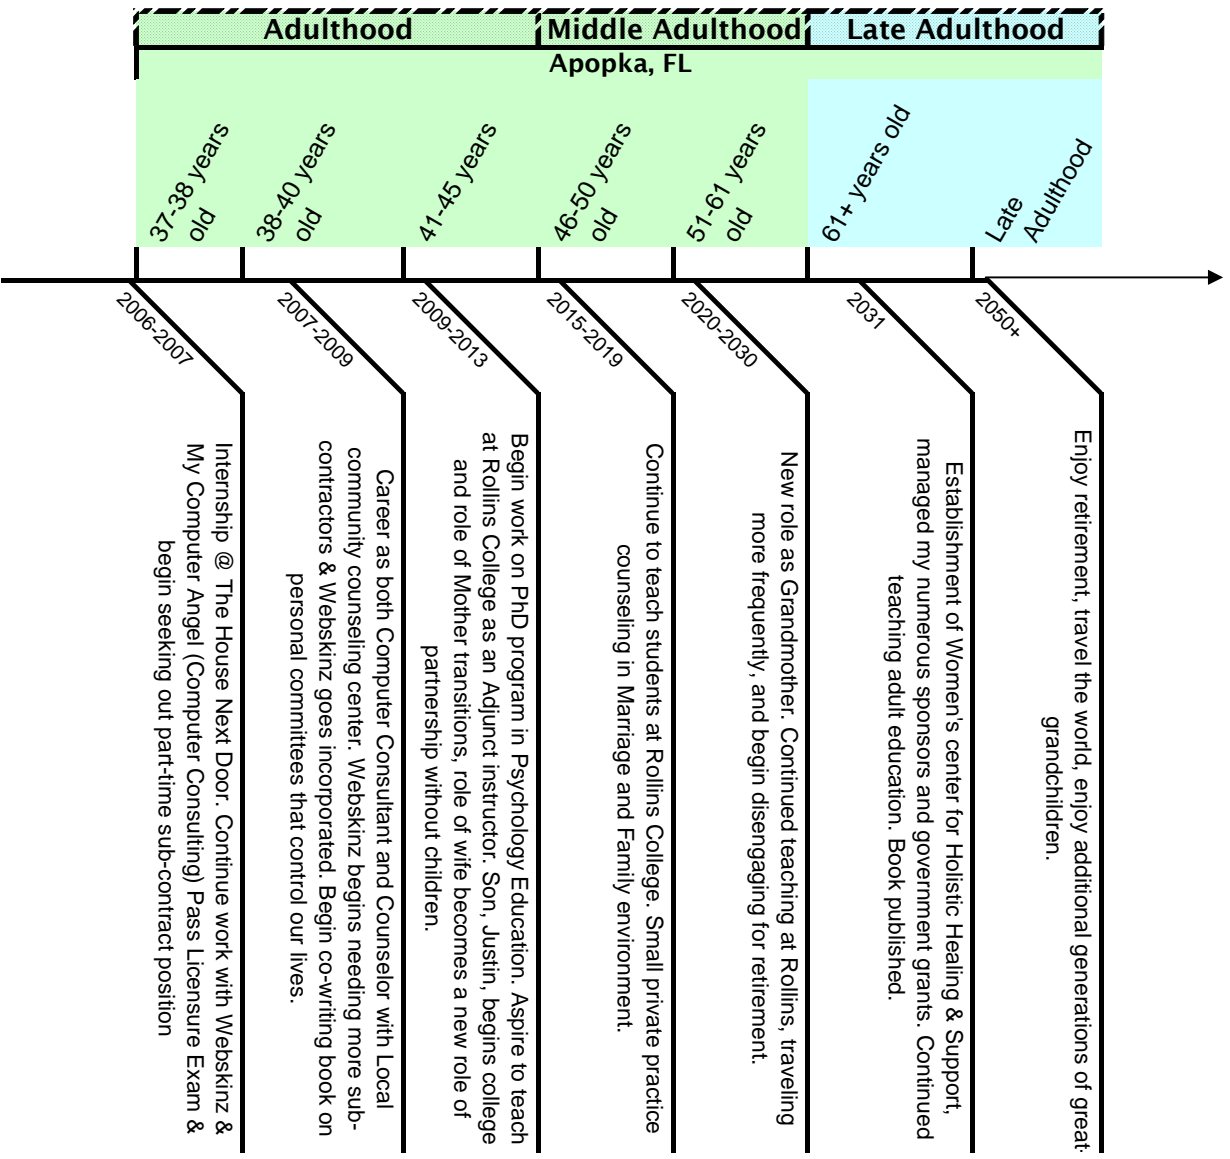 Adulthood
Middle Adulthood
Late Adulthood
Apopka, FL
37-38 years
old
38-40 years
old
41-45 years
46-50 years
old
51-61 years
old
61+ years old
Late
Adulthood
2006-2007
2007-2009
2009-2013
2015-2019
2020-2030
2031
2050+
Internship @ The House Next Door. Continue work with Webskinz &
My Computer Angel (Computer Consulting) Pass Licensure Exam &
begin seeking out part-time sub-contract position
Career as both Computer Consultant and Counselor with Local
community counseling center. Webskinz begins needing more sub-
contractors & Webskinz goes incorporated. Begin co-writing book on
personal committees that control our lives.
Begin work on PhD program in Psychology Education. Aspire to teach
at Rollins College as an Adjunct instructor. Son, Justin, begins college
and role of Mother transitions, role of wife becomes a new role of
partnership without children.
Continue to teach students at Rollins College. Small private practice
counseling in Marriage and Family environment.
New role as Grandmother. Continued teaching at Rollins, traveling
more frequently, and begin disengaging for retirement.
Establishment of Women's center for Holistic Healing & Support,
managed my numerous sponsors and government grants. Continued
teaching adult education. Book published.
Enjoy retirement, travel the world, enjoy additional generations of great-
grandchildren.